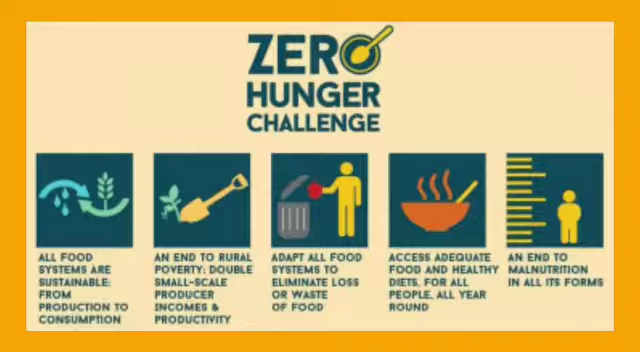 ZERO
HUNGER
CHALLENGE
ALL FOOD
SYSTEMS ARE
SUSTAINABLE:
FROM
PRODUCTION TO
CONSUMPTION
AN END TO RURAL
POVERTY: DOUBLE
SMALL-SCALE
PRODUCER
INCOMES &
PRODUCTIVITY
ADAPT ALL FOOD
SYSTEMS TO
ELIMINATE LOSS
OR WASTE
OF FOOD
ACCESS ADEQUATE
FOOD AND HEALTHY
DIETS, FOR ALL
PEOPLE, ALL YEAR
ROUND
AN END TO
MALNUTRITION
IN ALL ITS FORMS